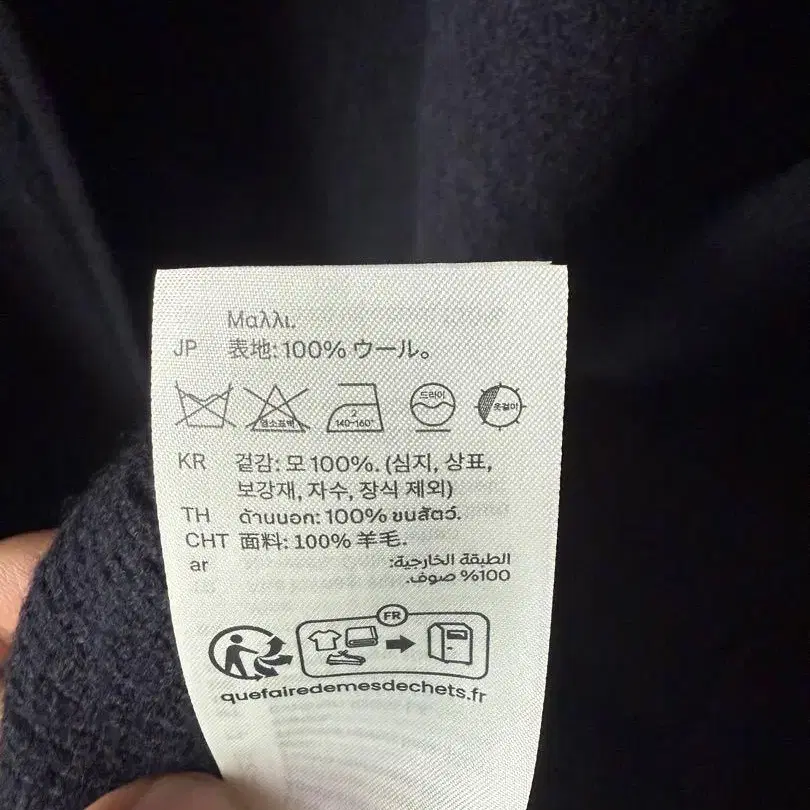 Μαλλι.
JP 表地: 100% ウール。
염소표백
2
140-160°
드라이
옷걸이
KR 겉감: 모 100%. (심지, 상표,
보강재, 자수, 장식 제외)
TH ด้านนอก: 100% ขนสัตว์.
CHT 面料: 100% 羊毛.
ar الطبقة الخارجية:
100% صوف.
FR
quefairedemesdechets.fr